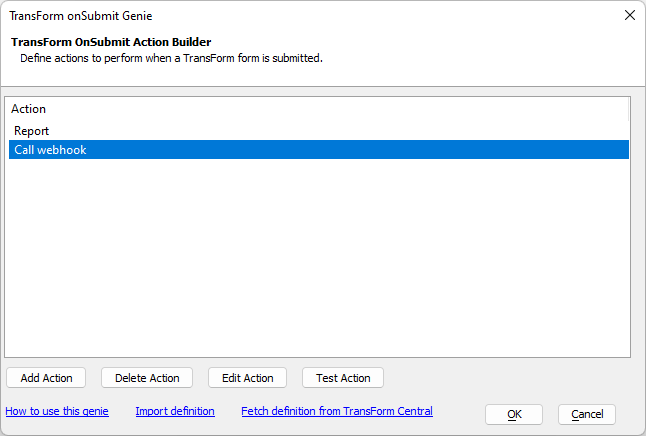 TransForm onSubmit Genie
TransForm OnSubmit Action Builder
Define actions to perform when a TransForm form is submitted.
Action
Report
Call webhook
Add Action Delete Action Edit Action Test Action
How to use this genie Import definition Fetch definition from TransForm Central OK Cancel